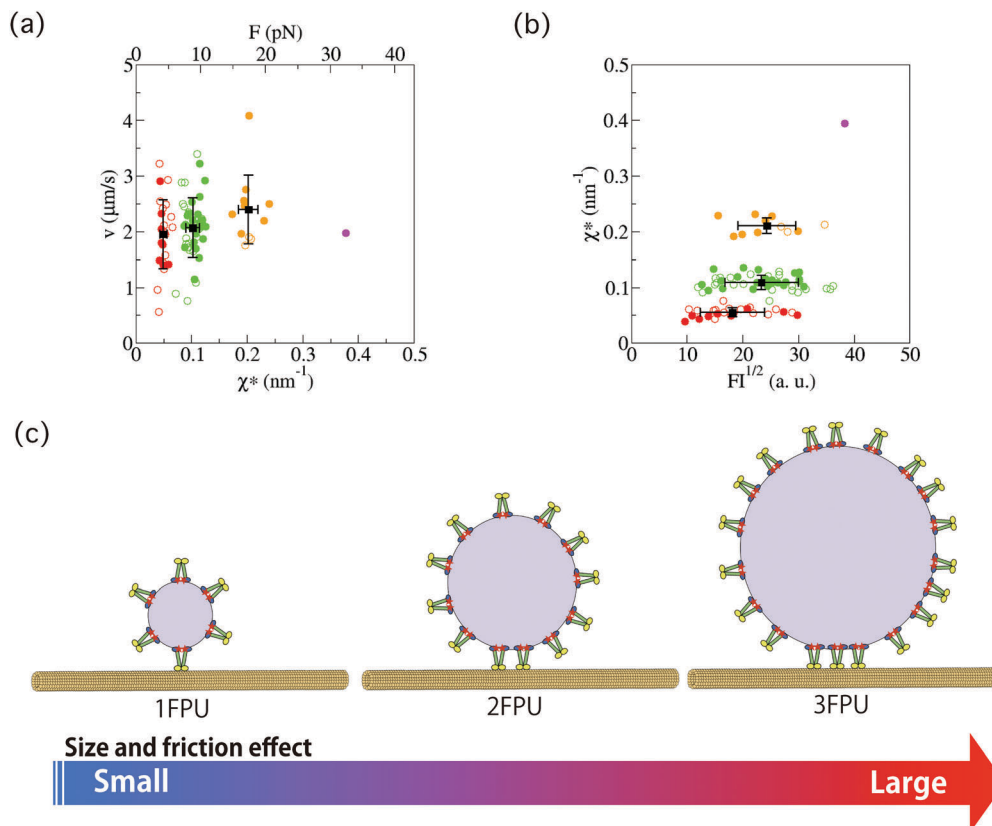 (a)
F (pN)
0 10 20 30 40
5
4
3
2
1
0
v (μm/s)
0 0.1 0.2 0.3 0.4 0.5
χ* (nm⁻¹)
(b)
0.5
0.4
0.3
0.2
0.1
0
χ* (nm⁻¹)
0 10 20 30 40 50
FI^1/2 (a. u.)
(c)
1FPU 2FPU 3FPU
Size and friction effect
Small Large